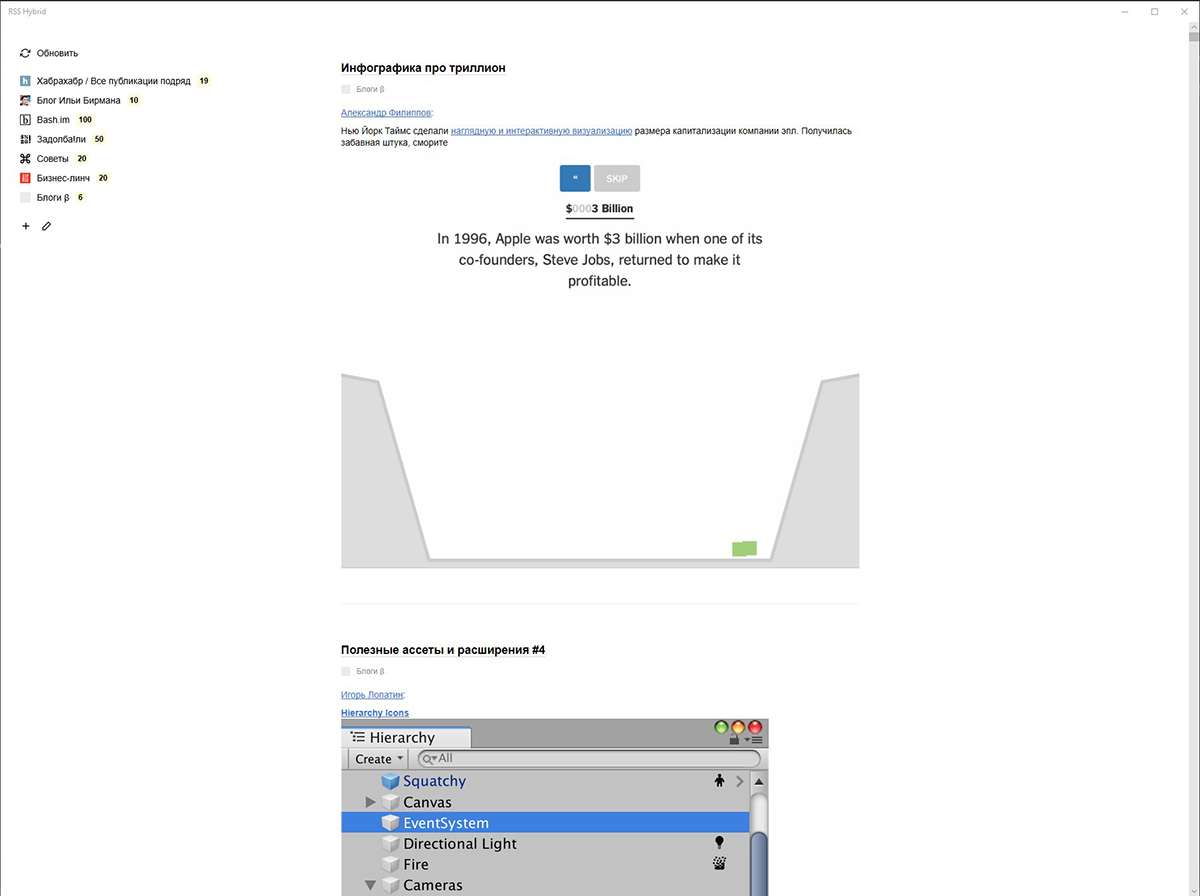 RSS Hybrid
Обновить
Хабрахабр / Все публикации подряд 19
Блог Ильи Бирмана 10
Bash.im 100
Задолба!ли 50
Советы 20
Бизнес-линч 20
Блоги β 6
Инфографика про триллион
Блоги β
Александр Филиппов:
Нью Йорк Таймс сделали наглядную и интерактивную визуализацию размера капитализации компании эпл. Получилась
забавная штука, сморите
SKIP
$0003 Billion
In 1996, Apple was worth $3 billion when one of its
co-founders, Steve Jobs, returned to make it
profitable.
Полезные ассеты и расширения #4
Блоги β
Игорь Лопатин:
Hierarchy Icons
Hierarchy
Create All
Squatchy
Canvas
EventSystem
Directional Light
Fire
Cameras